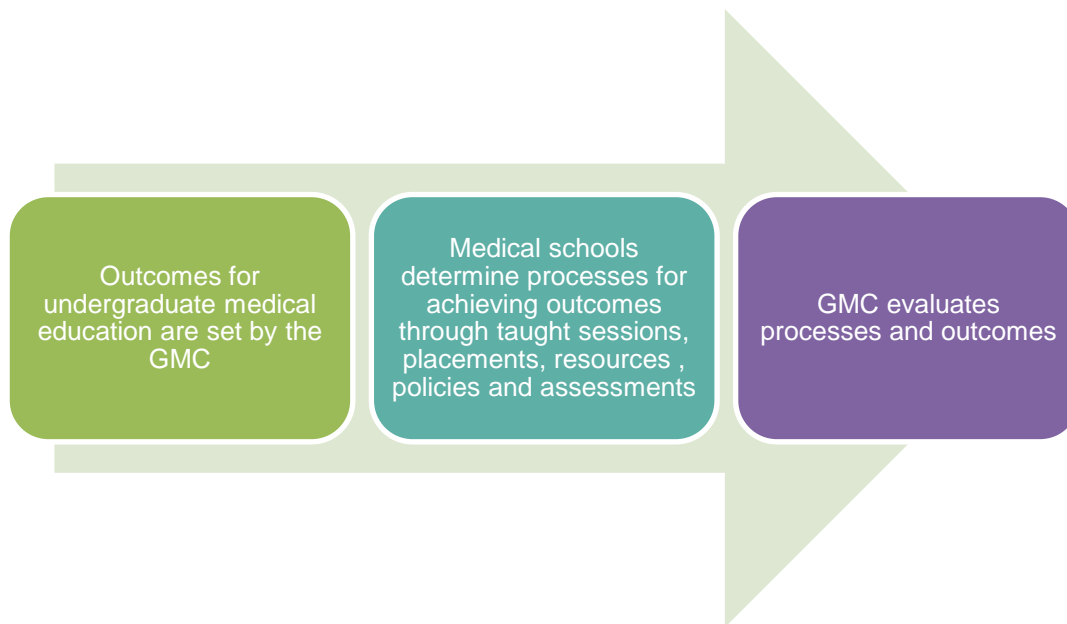 Outcomes for
undergraduate medical
education are set by the
GMC
Medical schools
determine processes for
achieving outcomes
through taught sessions,
placements, resources ,
policies and assessments
GMC evaluates
processes and outcomes